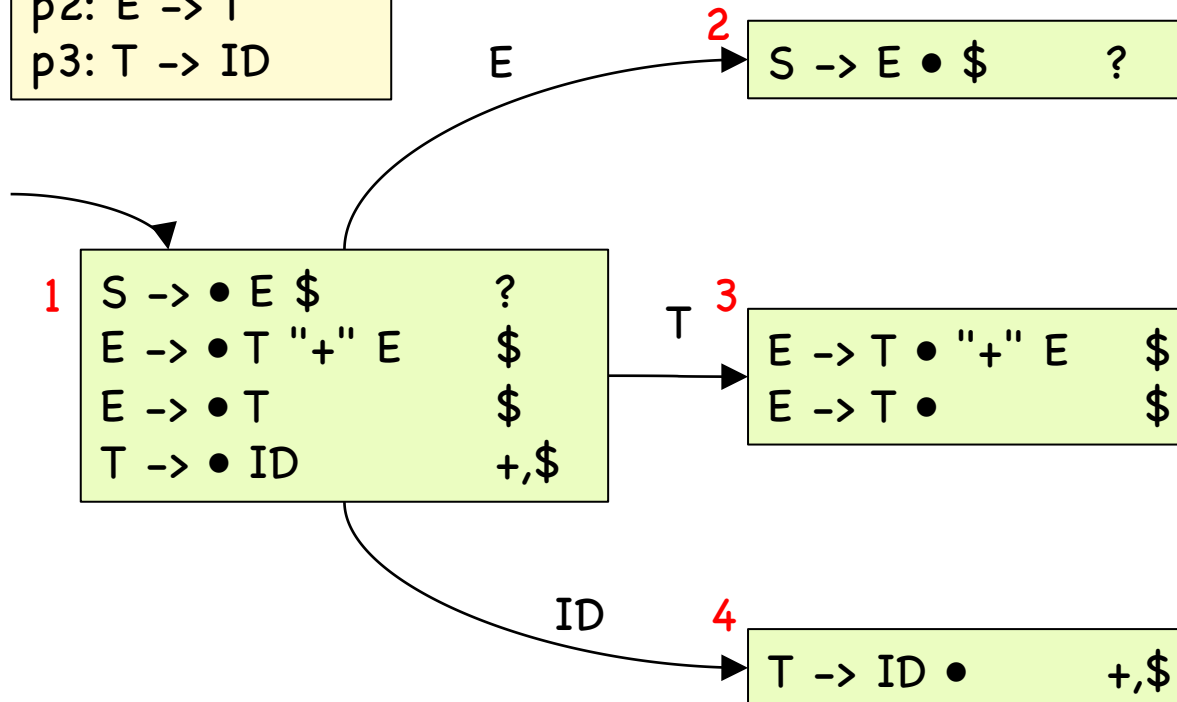 p2: E -> T
p3: T -> ID
E
2
S -> E • $ ?
1
S -> • E $ ?
E -> • T "+" E $
E -> • T $
T -> • ID +,$
T
3
E -> T • "+" E $
E -> T • $
ID
4
T -> ID • +,$